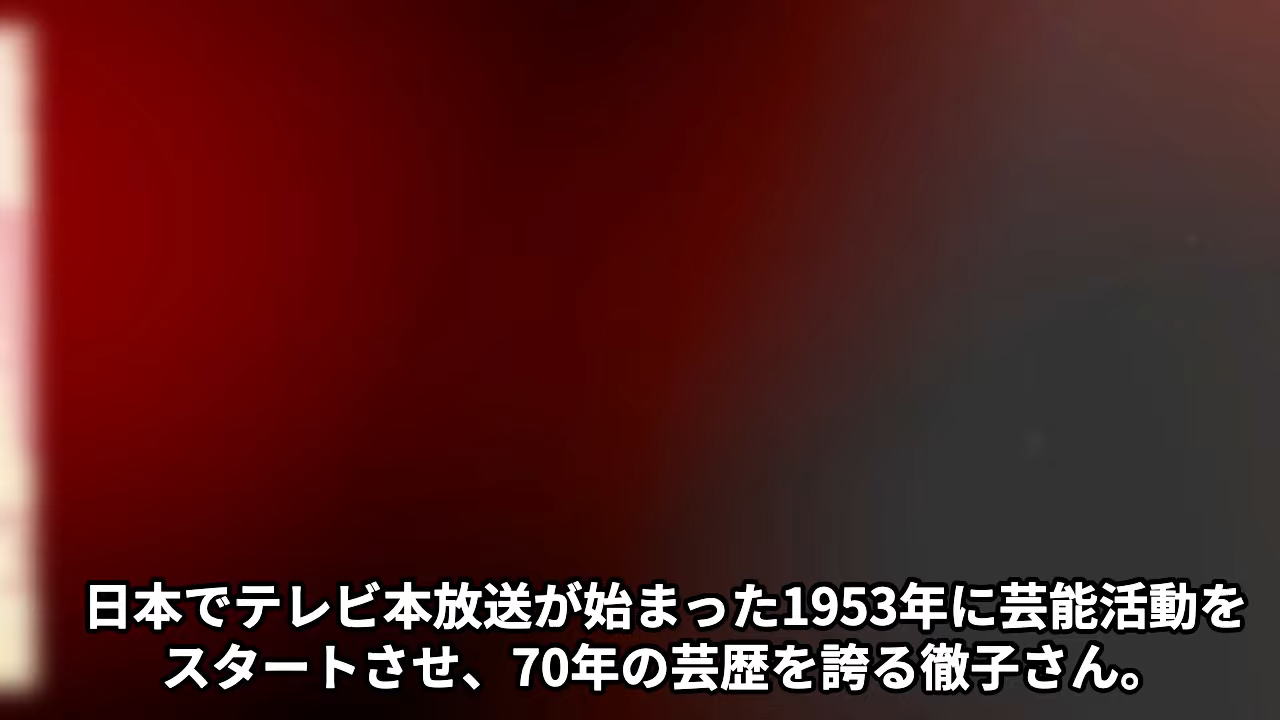 日本でテレビ本放送が始まった1953年に芸能活動を
スタートさせ、70年の芸歴を誇る徹子さん。